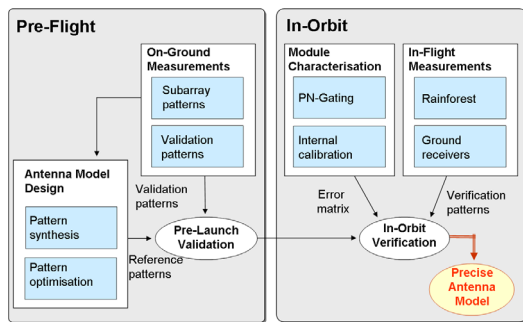 Pre-Flight
On-Ground
Measurements
Subarray
patterns
Validation
patterns
Antenna Model
Design
Pattern
synthesis
Pattern
optimisation
Validation
patterns
Reference
patterns
Pre-Launch
Validation
In-Orbit
Module
Characterisation
PN-Gating
Internal
calibration
In-Flight
Measurements
Rainforest
Ground
receivers
Error
matrix
Verification
patterns
In-Orbit
Verification
Precise
Antenna
Model